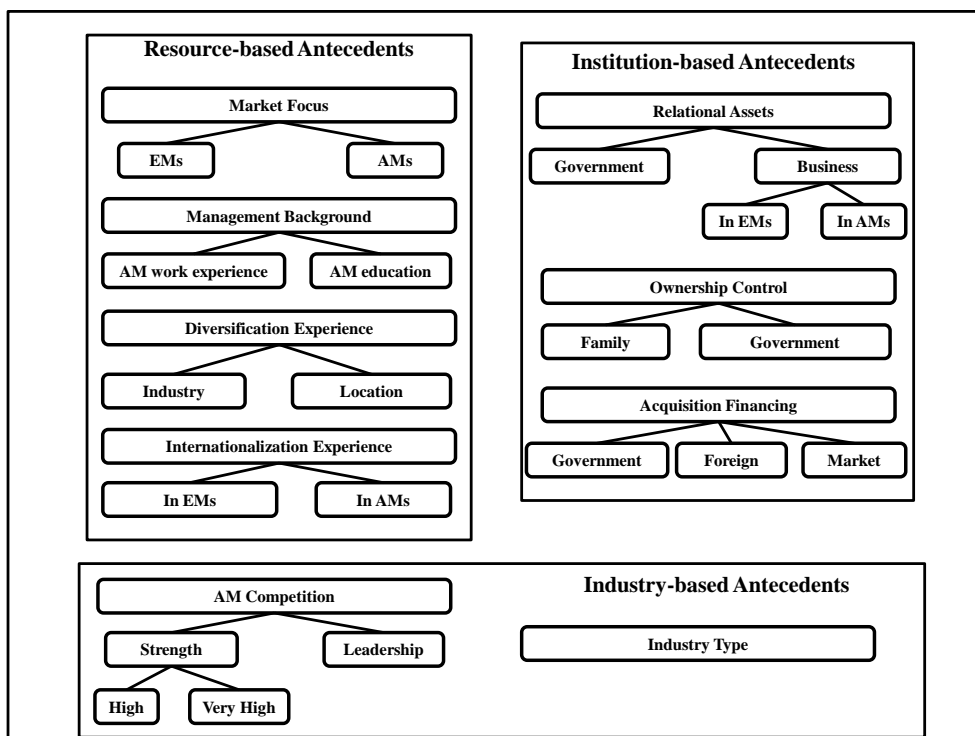 Resource-based Antecedents
Market Focus
EMs
AMs
Management Background
AM work experience
AM education
Diversification Experience
Industry
Location
Internationalization Experience
In EMs
In AMs
Institution-based Antecedents
Relational Assets
Government
Business
In EMs
In AMs
Ownership Control
Family
Government
Acquisition Financing
Government
Foreign
Market
Industry-based Antecedents
AM Competition
Strength
Leadership
High
Very High
Industry Type